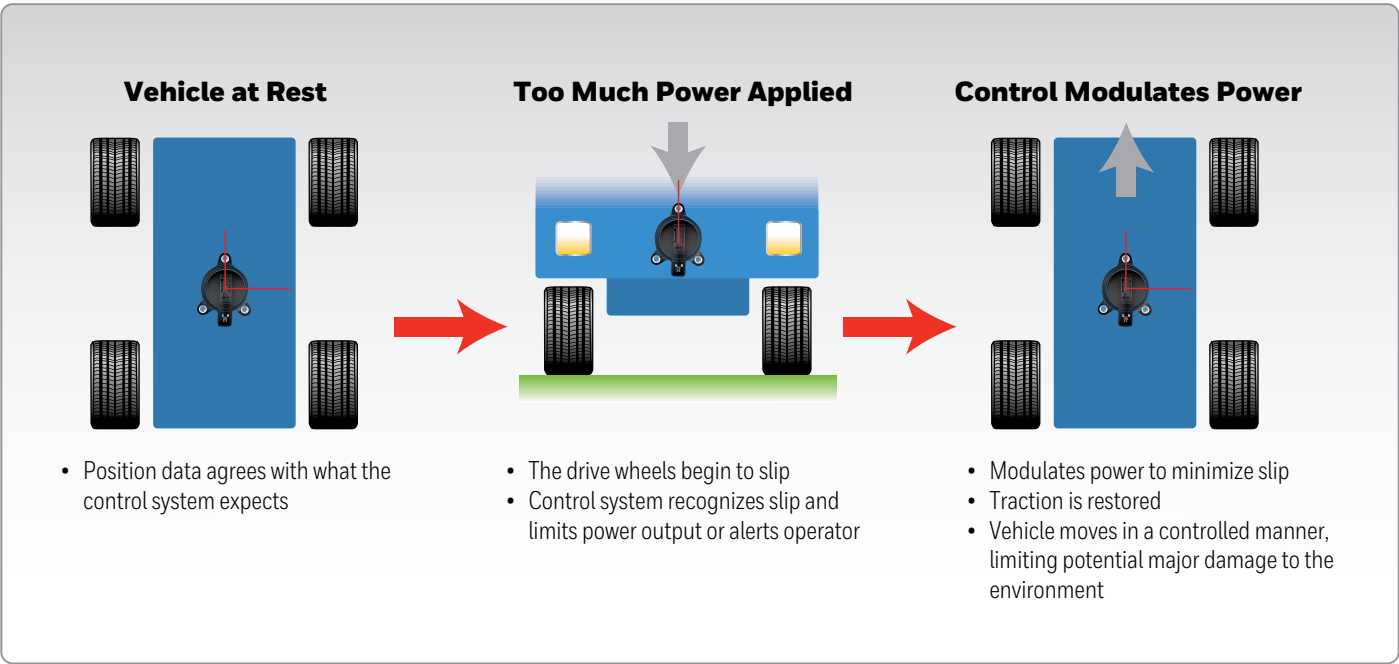 Vehicle at Rest
• Position data agrees with what the
control system expects
Too Much Power Applied
• The drive wheels begin to slip
• Control system recognizes slip and
limits power output or alerts operator
Control Modulates Power
• Modulates power to minimize slip
• Traction is restored
• Vehicle moves in a controlled manner,
limiting potential major damage to the
environment